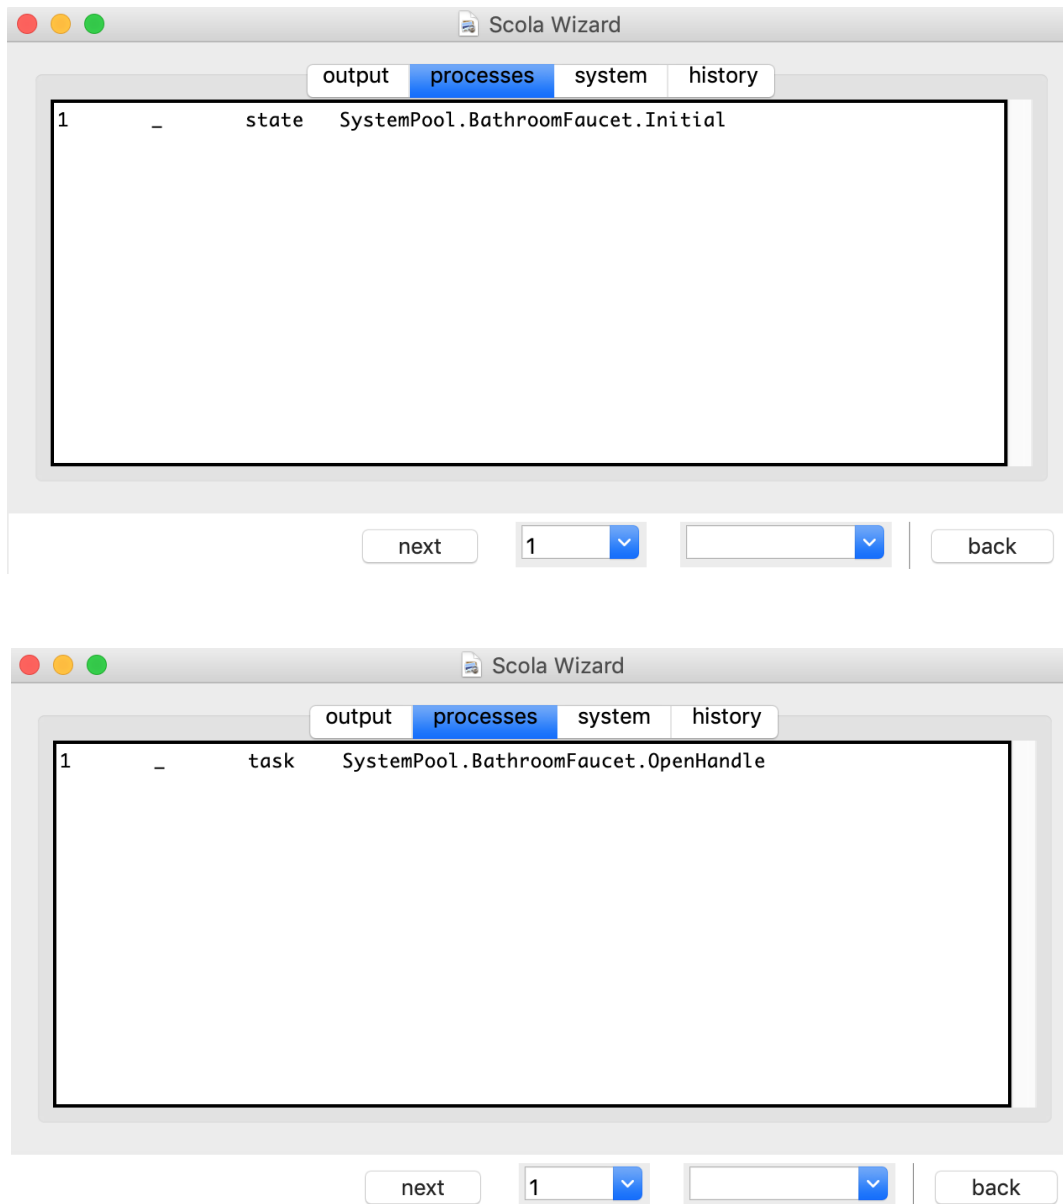 Scola Wizard
output processes system history
1 _ state SystemPool.BathroomFaucet.Initial
next 1 back
Scola Wizard
output processes system history
1 _ task SystemPool.BathroomFaucet.OpenHandle
next 1 back